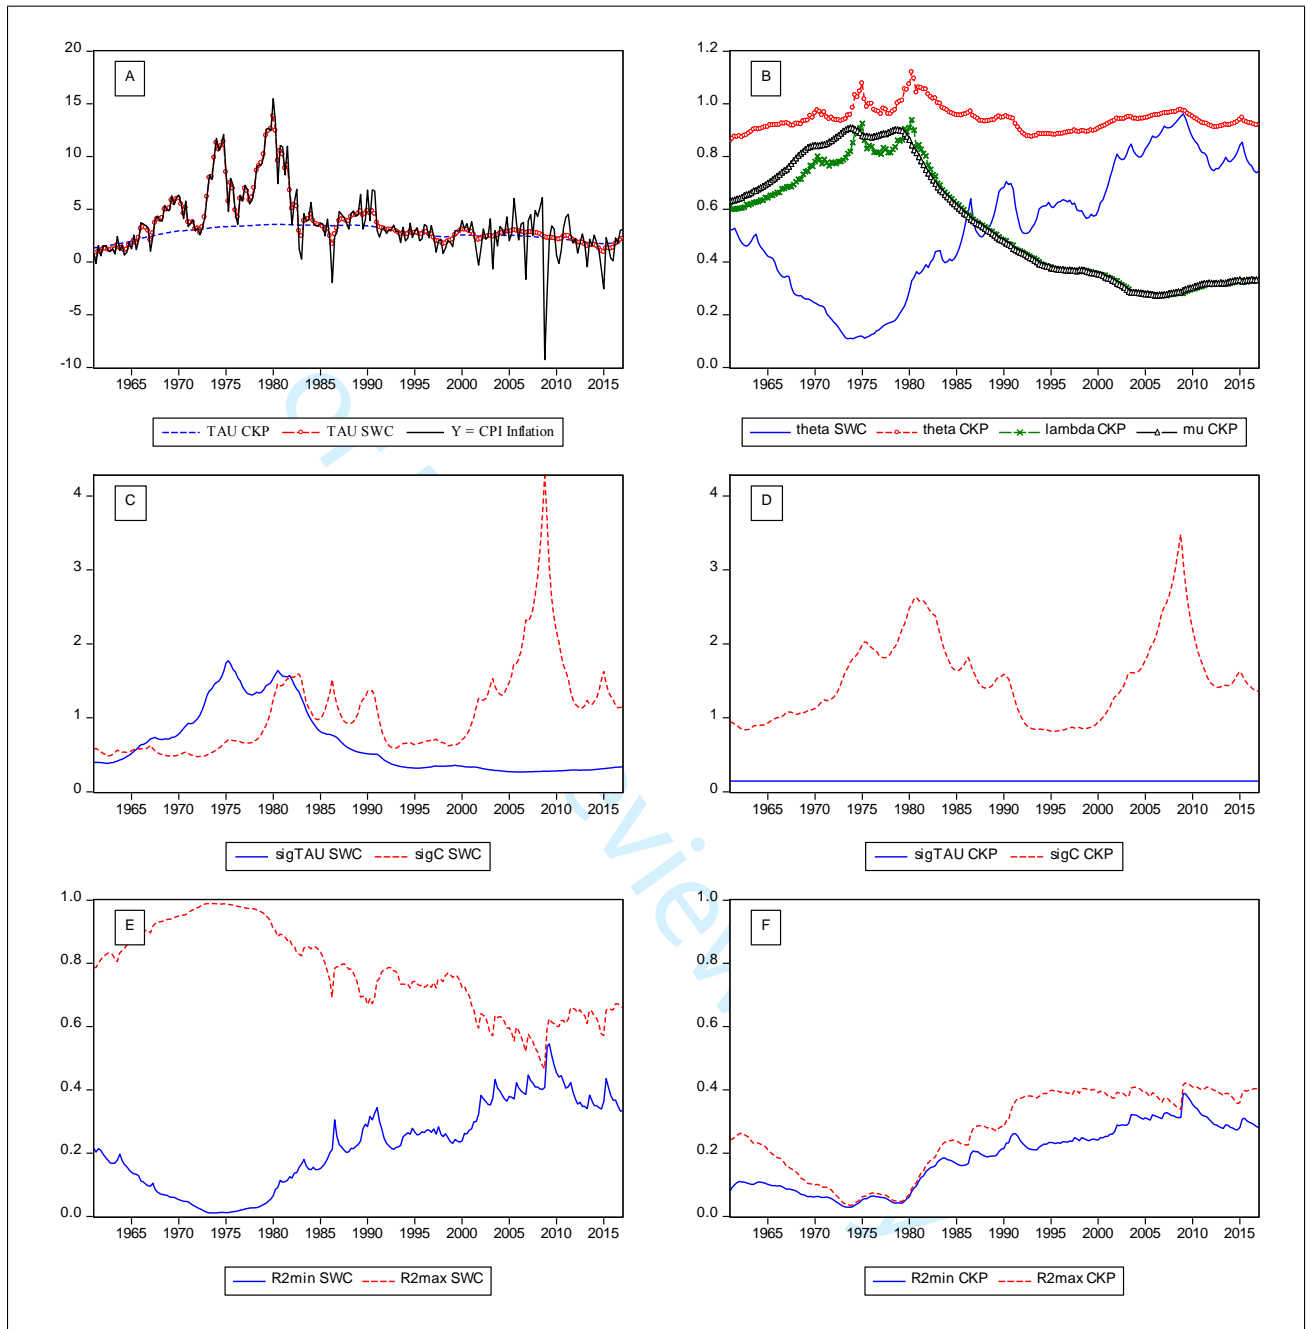 A
20
15
10
5
0
-5
-10
1965 1970 1975 1980 1985 1990 1995 2000 2005 2010 2015
TAU CKP TAU SWC Y = CPI Inflation
B
1.2
1.0
0.8
0.6
0.4
0.2
0.0
1965 1970 1975 1980 1985 1990 1995 2000 2005 2010 2015
theta SWC theta CKP lambda CKP mu CKP
C
4
3
2
1
0
1965 1970 1975 1980 1985 1990 1995 2000 2005 2010 2015
sigTAU SWC sigC SWC
D
4
3
2
1
0
1965 1970 1975 1980 1985 1990 1995 2000 2005 2010 2015
sigTAU CKP sigC CKP
E
1.0
0.8
0.6
0.4
0.2
0.0
1965 1970 1975 1980 1985 1990 1995 2000 2005 2010 2015
R2min SWC R2max SWC
F
1.0
0.8
0.6
0.4
0.2
0.0
1965 1970 1975 1980 1985 1990 1995 2000 2005 2010 2015
R2min CKP R2max CKP